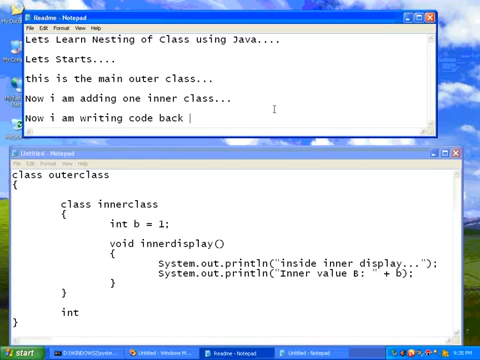 Readme - Notepad
File Edit Format View Help
Lets Learn Nesting of Class using Java....
Lets Starts....
this is the main outer class...
Now i am adding one inner class...
Now i am writing code back
Untitled - Notepad
File Edit Format View Help
class outerclass
{
class innerclass
{
int b = 1;
void innerdisplay()
{
System.out.println("inside inner display...");
System.out.println("Inner value B: " + b);
}
}
int
}
start
Untitled - Notepad
Readme - Notepad
9:35 PM